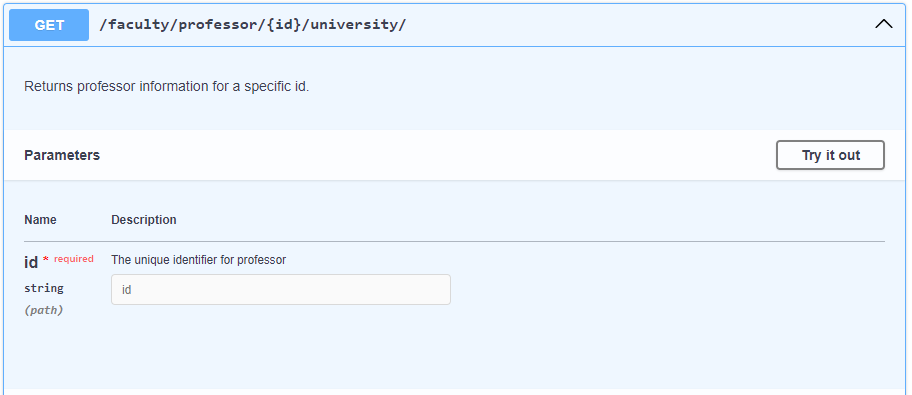 GET /faculty/professor/{id}/university/
Returns professor information for a specific id.
Parameters
Try it out
Name Description
id * required The unique identifier for professor
string id
(path)